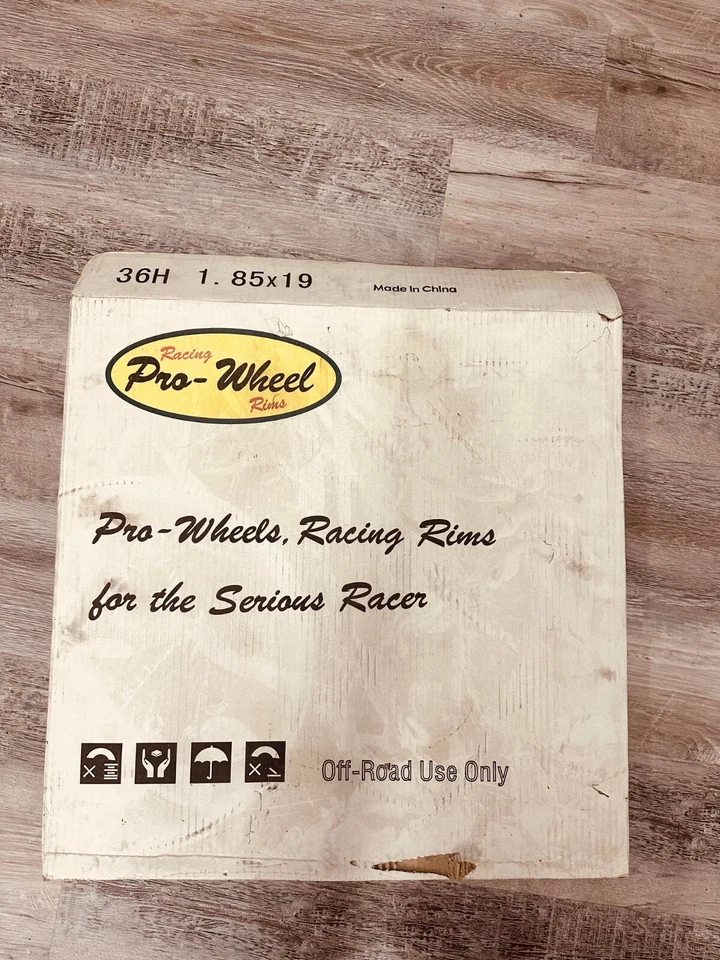 36H 1.85x19 Made in China
Racing
Pro-Wheel
Rims
Pro-Wheels, Racing Rims
for the Serious Racer
Off-Road Use Only